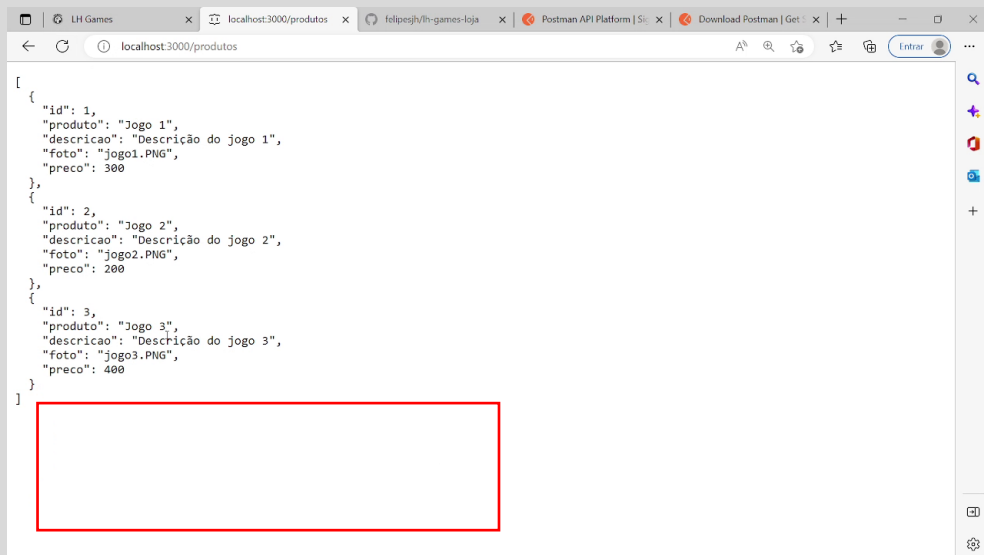 LH Games
localhost:3000/produtos
felipesjh/lh-games-loja
Postman API Platform | Sig
Download Postman | Get S
localhost:3000/produtos
Entrar
[
  {
    "id": 1,
    "produto": "Jogo 1",
    "descricao": "Descrição do jogo 1",
    "foto": "jogo1.PNG",
    "preco": 300
  },
  {
    "id": 2,
    "produto": "Jogo 2",
    "descricao": "Descrição do jogo 2",
    "foto": "jogo2.PNG",
    "preco": 200
  },
  {
    "id": 3,
    "produto": "Jogo 3",
    "descricao": "Descrição do jogo 3",
    "foto": "jogo3.PNG",
    "preco": 400
  }
]